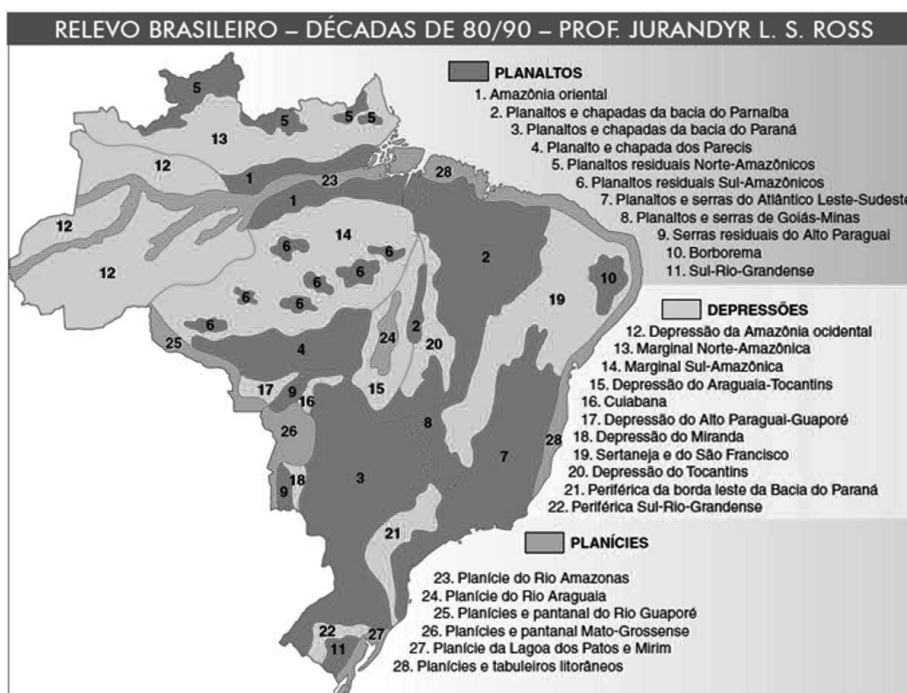 RELEVO BRASILEIRO – DÉCADAS DE 80/90 – PROF. JURANDYR L. S. ROSS
PLANALTOS
1. Amazônia oriental
2. Planaltos e chapadas da bacia do Parnaíba
3. Planaltos e chapadas da bacia do Paraná
4. Planalto e chapada dos Parecis
5. Planaltos residuais Norte-Amazônicos
6. Planaltos residuais Sul-Amazônicos
7. Planaltos e serras do Atlântico Leste-Sudeste
8. Planaltos e serras de Goiás-Minas
9. Serras residuais do Alto Paraguai
10. Borborema
11. Sul-Rio-Grandense
DEPRESSÕES
12. Depressão da Amazônia ocidental
13. Marginal Norte-Amazônica
14. Marginal Sul-Amazônica
15. Depressão do Araguaia-Tocantins
16. Cuiabana
17. Depressão do Alto Paraguai-Guaporé
18. Depressão do Miranda
19. Sertaneja e do São Francisco
20. Depressão do Tocantins
21. Periférica da borda leste da Bacia do Paraná
22. Periférica Sul-Rio-Grandense
PLANÍCIES
23. Planície do Rio Amazonas
24. Planície do Rio Araguaia
25. Planícies e pantanal do Rio Guaporé
26. Planícies e pantanal Mato-Grossense
27. Planície da Lagoa dos Patos e Mirim
28. Planícies e tabuleiros litorâneos
5
5
5
5
13
12
1
23
28
1
12
14
12
6
6
6
6
6
6
6
2
10
19
25
24
2
20
4
17
9
16
15
26
8
7
28
3
18
9
21
22
27
11